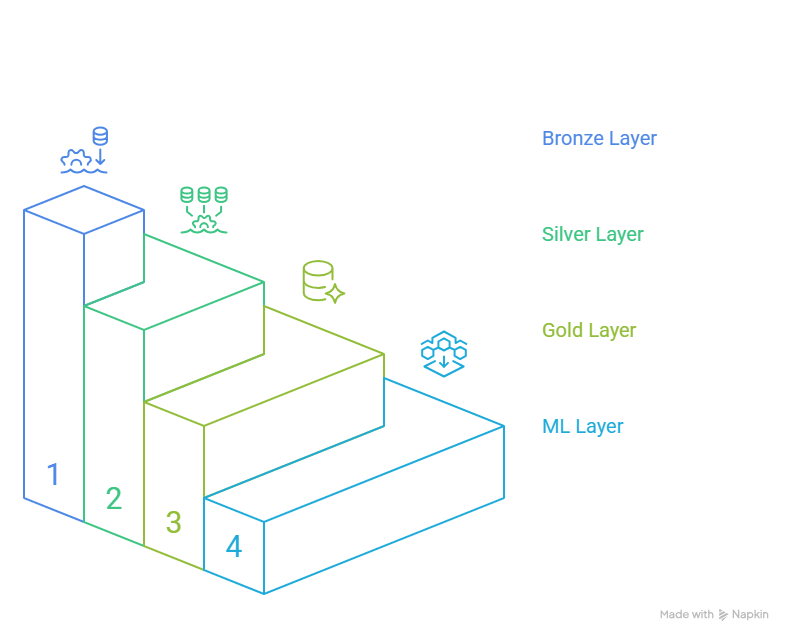 Bronze Layer
Silver Layer
Gold Layer
ML Layer
1
2
3
4
Made with Napkin